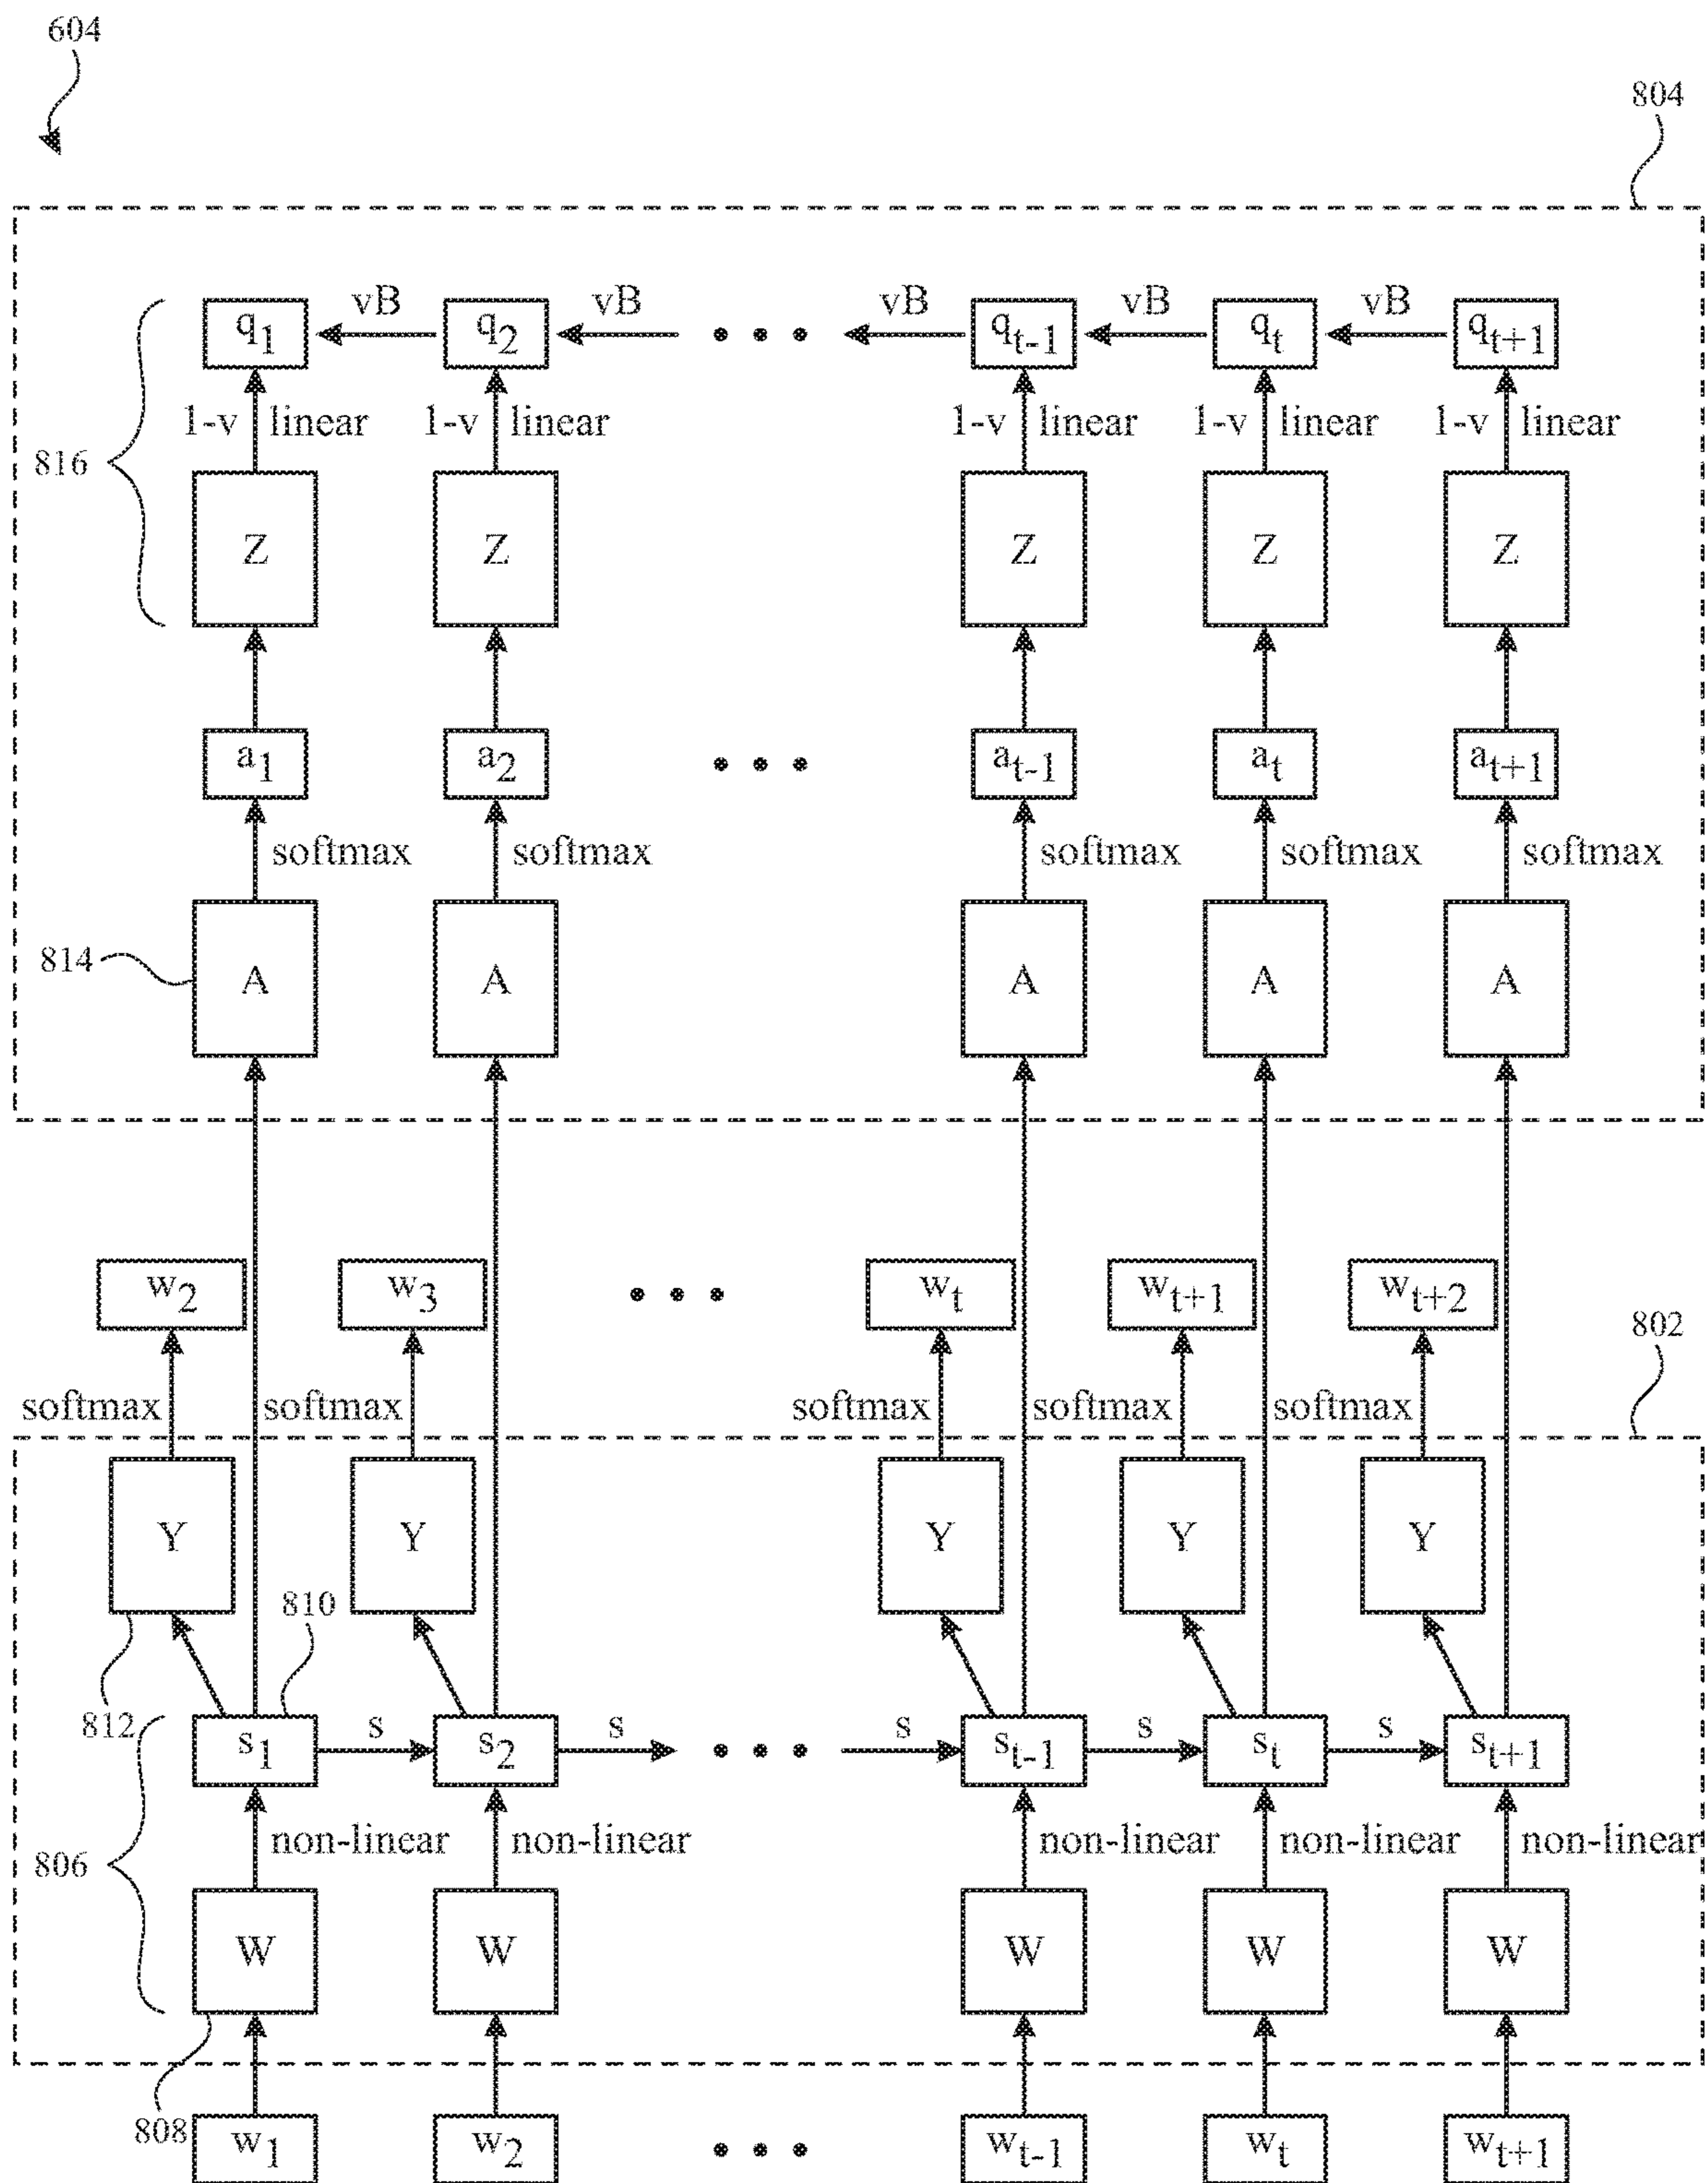 604
804
vB vB vB vB vB
q1 q2 • • • qt-1 qt qt+1
1-v linear 1-v linear 1-v linear 1-v linear 1-v linear
816
Z Z Z Z Z
a1 a2 • • • at-1 at at+1
softmax softmax softmax softmax softmax
814 A A A A A
w2 w3 • • • wt wt+1 wt+2
802
softmax softmax softmax softmax softmax
Y Y Y Y Y
810
812
s s s s s
s1 s2 • • • st-1 st st+1
non-linear non-linear non-linear non-linear non-linear
806
W W W W W
808
w1 w2 • • • wt-1 wt wt+1